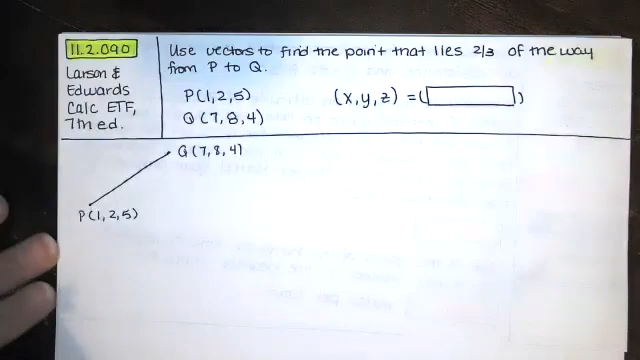 11.2.090
Larson &
Edwards
Calc ETF,
7th ed.
Use vectors to find the point that lies 2/3 of the way
from P to Q.
P(1,2,5) (x,y,z) = ( )
Q(7,8,4)
Q(7,8,4)
P(1,2,5)